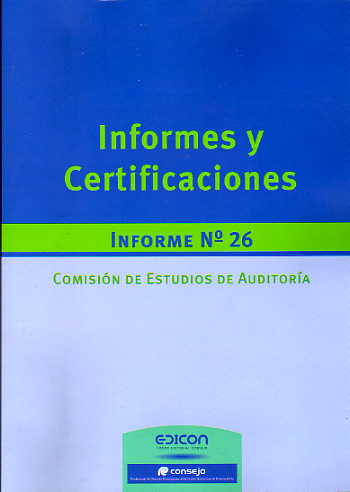 Informes y
Certificaciones
INFORME Nº 26
COMISIÓN DE ESTUDIOS DE AUDITORÍA
EDICON
CONSEJO